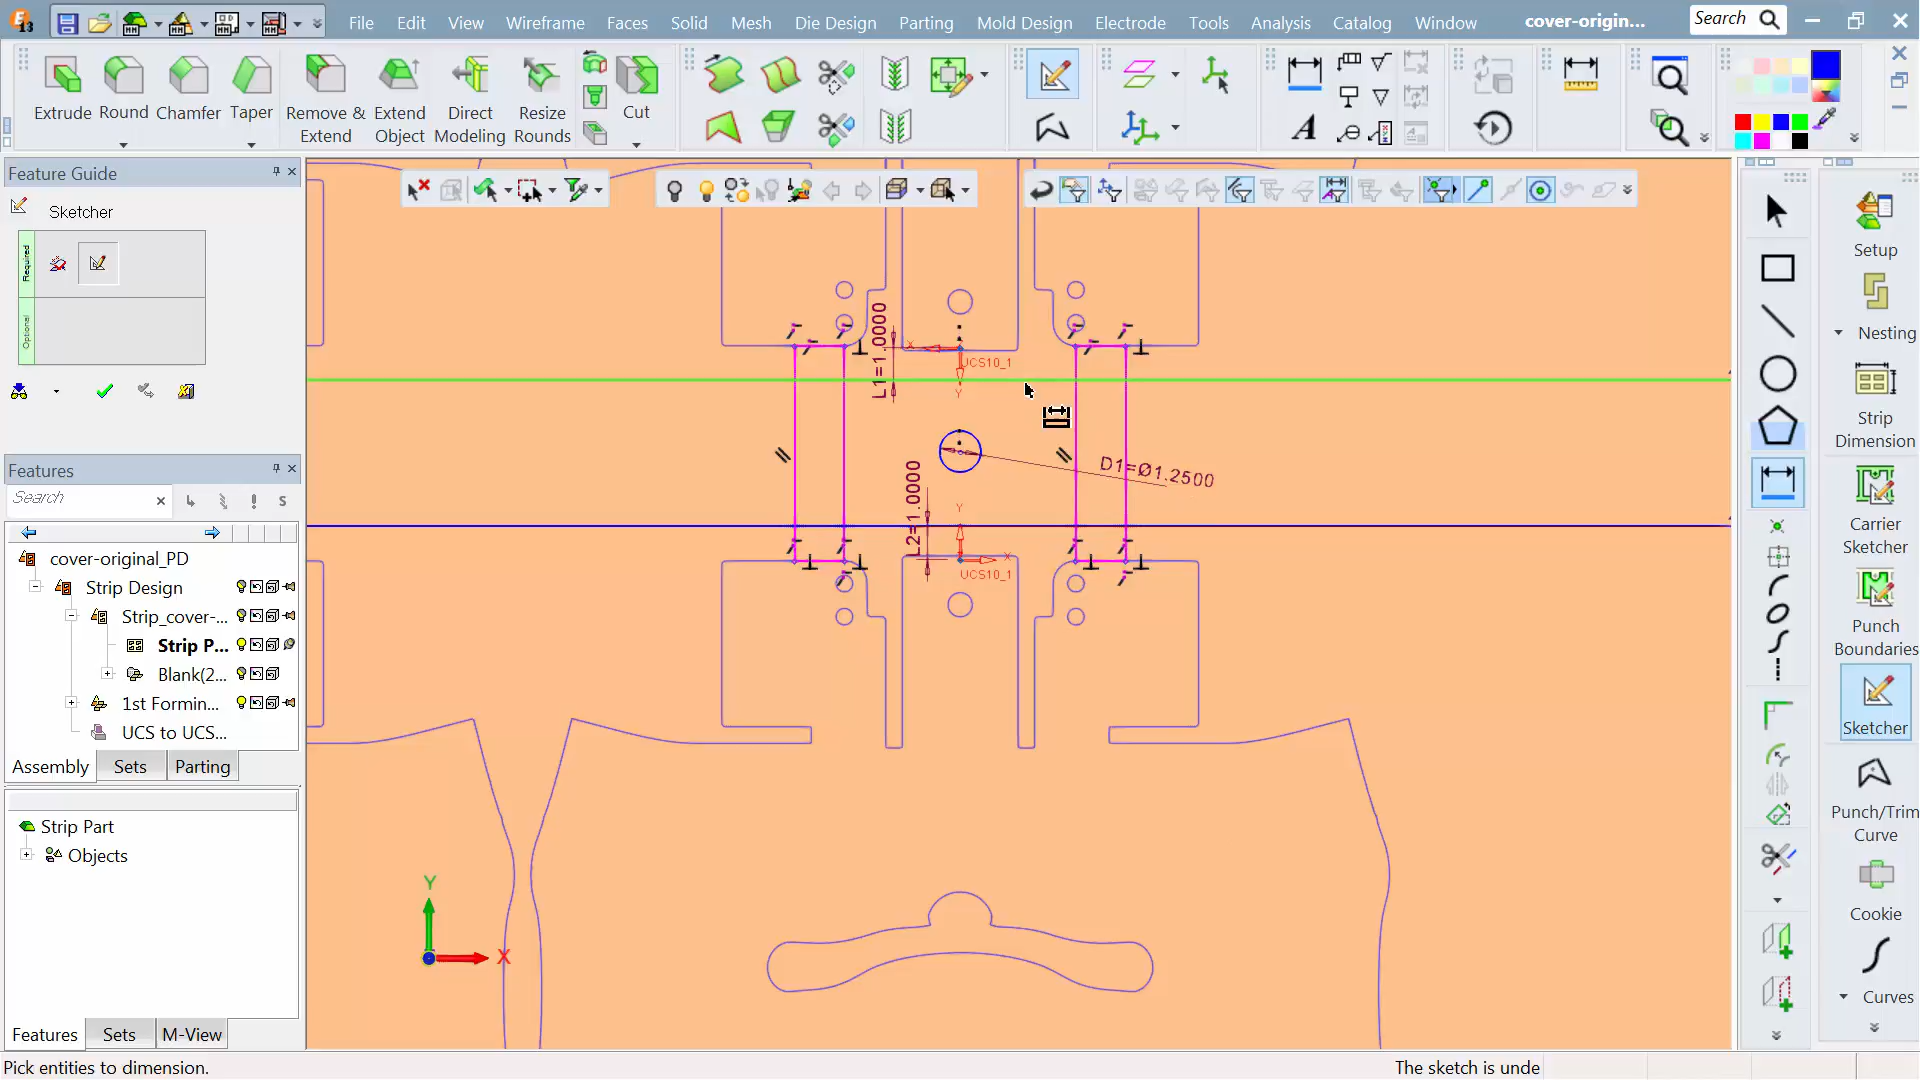 File Edit View Wireframe Faces Solid Mesh Die Design Parting Mold Design Electrode Tools Analysis Catalog Window cover-origin... Search
Extrude Round Chamfer Taper Remove & Extend Extend Object Direct Modeling Resize Rounds Cut
Feature Guide
Sketcher
Required
Optional
Features
Search
cover-original_PD
Strip Design
Strip_cover-...
Strip P...
Blank(2...
1st Formin...
UCS to UCS...
Assembly Sets Parting
Strip Part
Objects
Features Sets M-View
L1=1.0000
X
UCS10_1
Y
D1=Ø1.2500
L2=1.0000
Y
X
UCS10_1
Y
X
Setup
Nesting
Strip
Dimension
Carrier
Sketcher
Punch
Boundaries
Sketcher
Punch/Trim
Curve
Cookie
Curves
Pick entities to dimension.
The sketch is unde